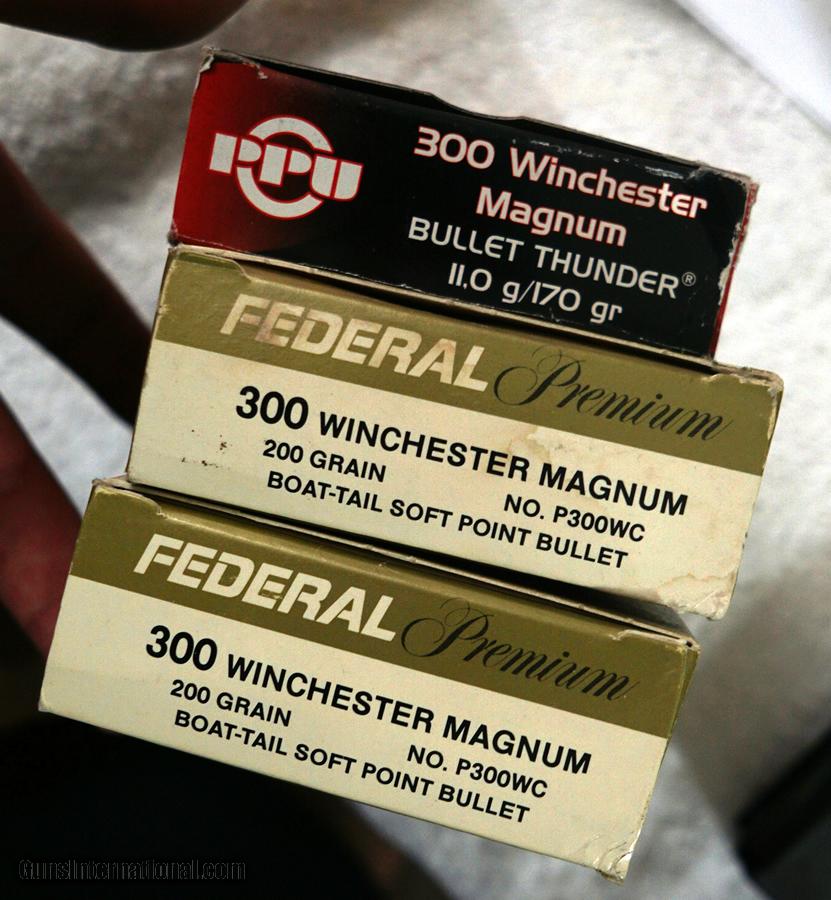 PPU
300 Winchester
Magnum
BULLET THUNDER®
11,0 g/170 gr
FEDERAL Premium
300 WINCHESTER MAGNUM
200 GRAIN
NO. P300WC
BOAT-TAIL SOFT POINT BULLET
FEDERAL Premium
300 WINCHESTER MAGNUM
200 GRAIN
NO. P300WC
BOAT-TAIL SOFT POINT BULLET
GunsInternational.com